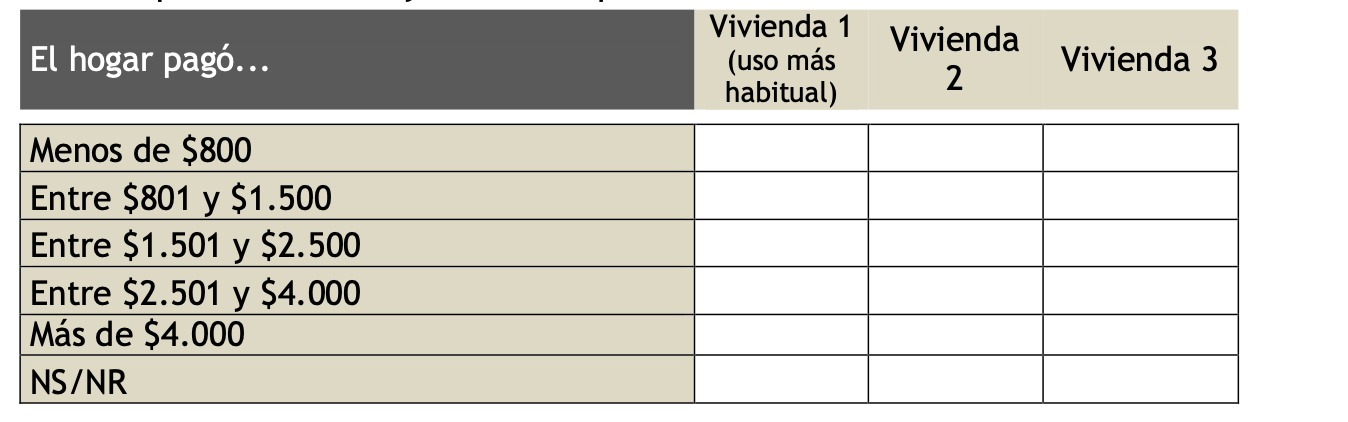 El hogar pagó...
Vivienda 1
(uso más
habitual)
Vivienda
2
Vivienda 3
Menos de $800
Entre $801 y $1.500
Entre $1.501 y $2.500
Entre $2.501 y $4.000
Más de $4.000
NS/NR